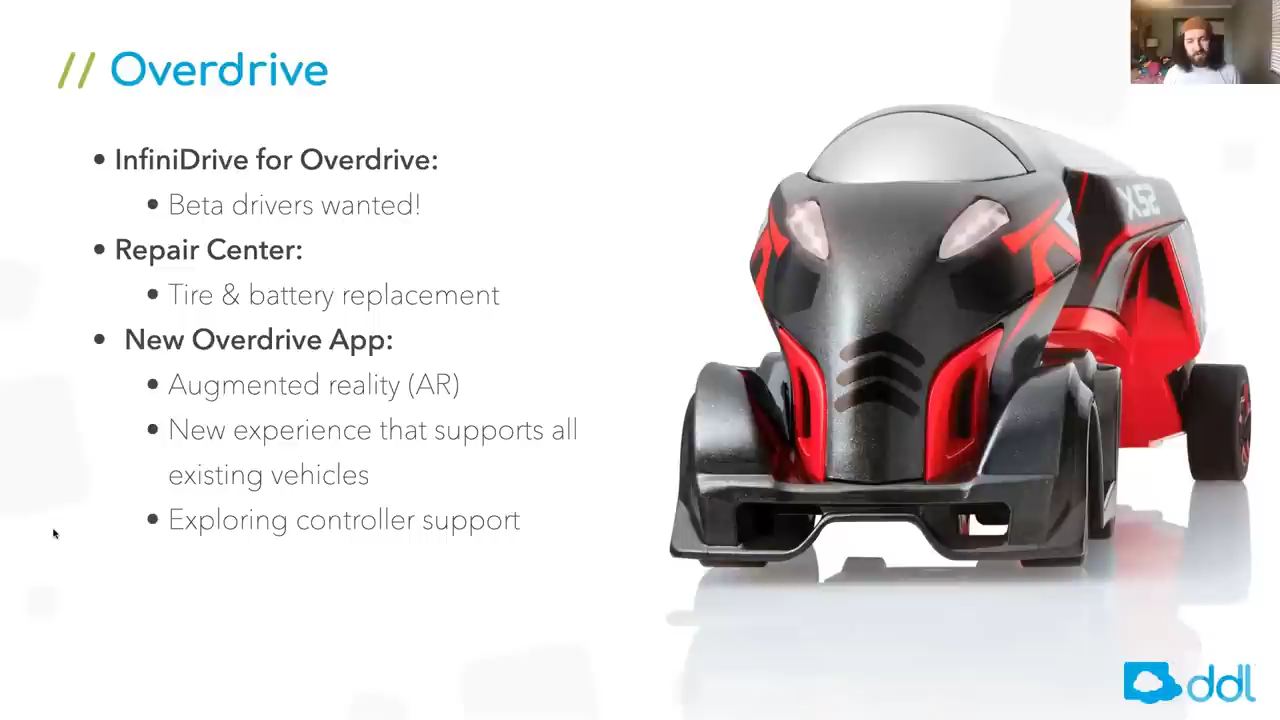 // Overdrive
• InfiniDrive for Overdrive:
• Beta drivers wanted!
• Repair Center:
• Tire & battery replacement
• New Overdrive App:
• Augmented reality (AR)
• New experience that supports all
existing vehicles
• Exploring controller support
X52
ddl